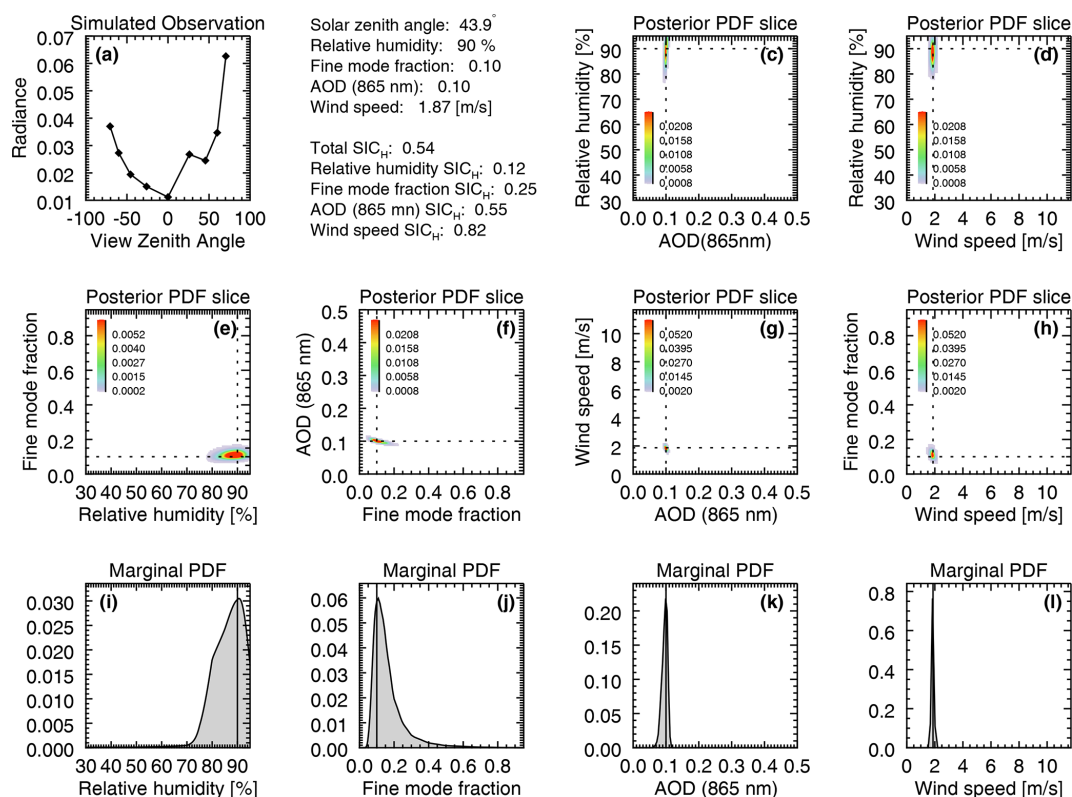 Simulated Observation
(a)
0.07
0.06
0.05
0.04
0.03
0.02
0.01
Radiance
-100 -50 0 50 100
View Zenith Angle
Solar zenith angle: 43.9°
Relative humidity: 90 %
Fine mode fraction: 0.10
AOD (865 nm): 0.10
Wind speed: 1.87 [m/s]
Total SIC_H: 0.54
Relative humidity SIC_H: 0.12
Fine mode fraction SIC_H: 0.25
AOD (865 mn) SIC_H: 0.55
Wind speed SIC_H: 0.82
Posterior PDF slice
(c)
90
80
70
60
50
40
30
Relative humidity [%]
0.0208
0.0158
0.0108
0.0058
0.0008
0.0 0.1 0.2 0.3 0.4 0.5
AOD(865nm)
Posterior PDF slice
(d)
90
80
70
60
50
40
30
Relative humidity [%]
0.0208
0.0158
0.0108
0.0058
0.0008
0 2 4 6 8 10
Wind speed [m/s]
Posterior PDF slice
(e)
0.8
0.6
0.4
0.2
0.0
Fine mode fraction
0.0052
0.0040
0.0027
0.0015
0.0002
30 40 50 60 70 80 90
Relative humidity [%]
Posterior PDF slice
(f)
0.5
0.4
0.3
0.2
0.1
0.0
AOD (865 nm)
0.0208
0.0158
0.0108
0.0058
0.0008
0.0 0.2 0.4 0.6 0.8
Fine mode fraction
Posterior PDF slice
(g)
10
8
6
4
2
0
Wind speed [m/s]
0.0520
0.0395
0.0270
0.0145
0.0020
0.0 0.1 0.2 0.3 0.4 0.5
AOD (865 nm)
Posterior PDF slice
(h)
0.8
0.6
0.4
0.2
0.0
Fine mode fraction
0.0520
0.0395
0.0270
0.0145
0.0020
0 2 4 6 8 10
Wind speed [m/s]
Marginal PDF
(i)
0.030
0.025
0.020
0.015
0.010
0.005
0.000
30 40 50 60 70 80 90
Relative humidity [%]
Marginal PDF
(j)
0.06
0.05
0.04
0.03
0.02
0.01
0.00
0.0 0.2 0.4 0.6 0.8
Fine mode fraction
Marginal PDF
(k)
0.20
0.15
0.10
0.05
0.00
0.0 0.1 0.2 0.3 0.4 0.5
AOD (865 nm)
Marginal PDF
(l)
0.8
0.6
0.4
0.2
0.0
0 2 4 6 8 10
Wind speed [m/s]